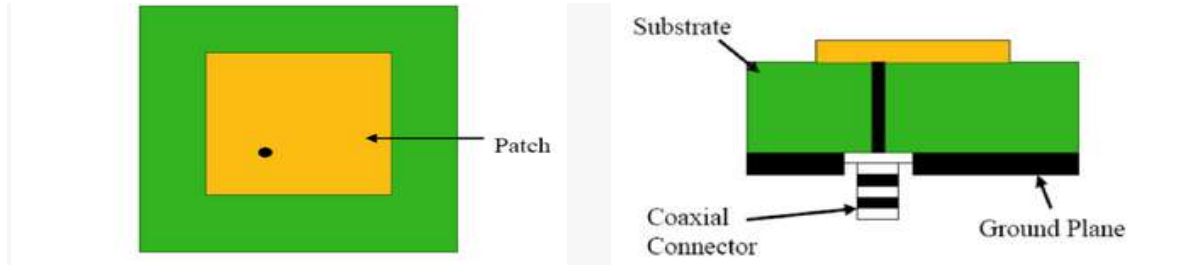 Patch
Substrate
Coaxial
Connector
Ground Plane